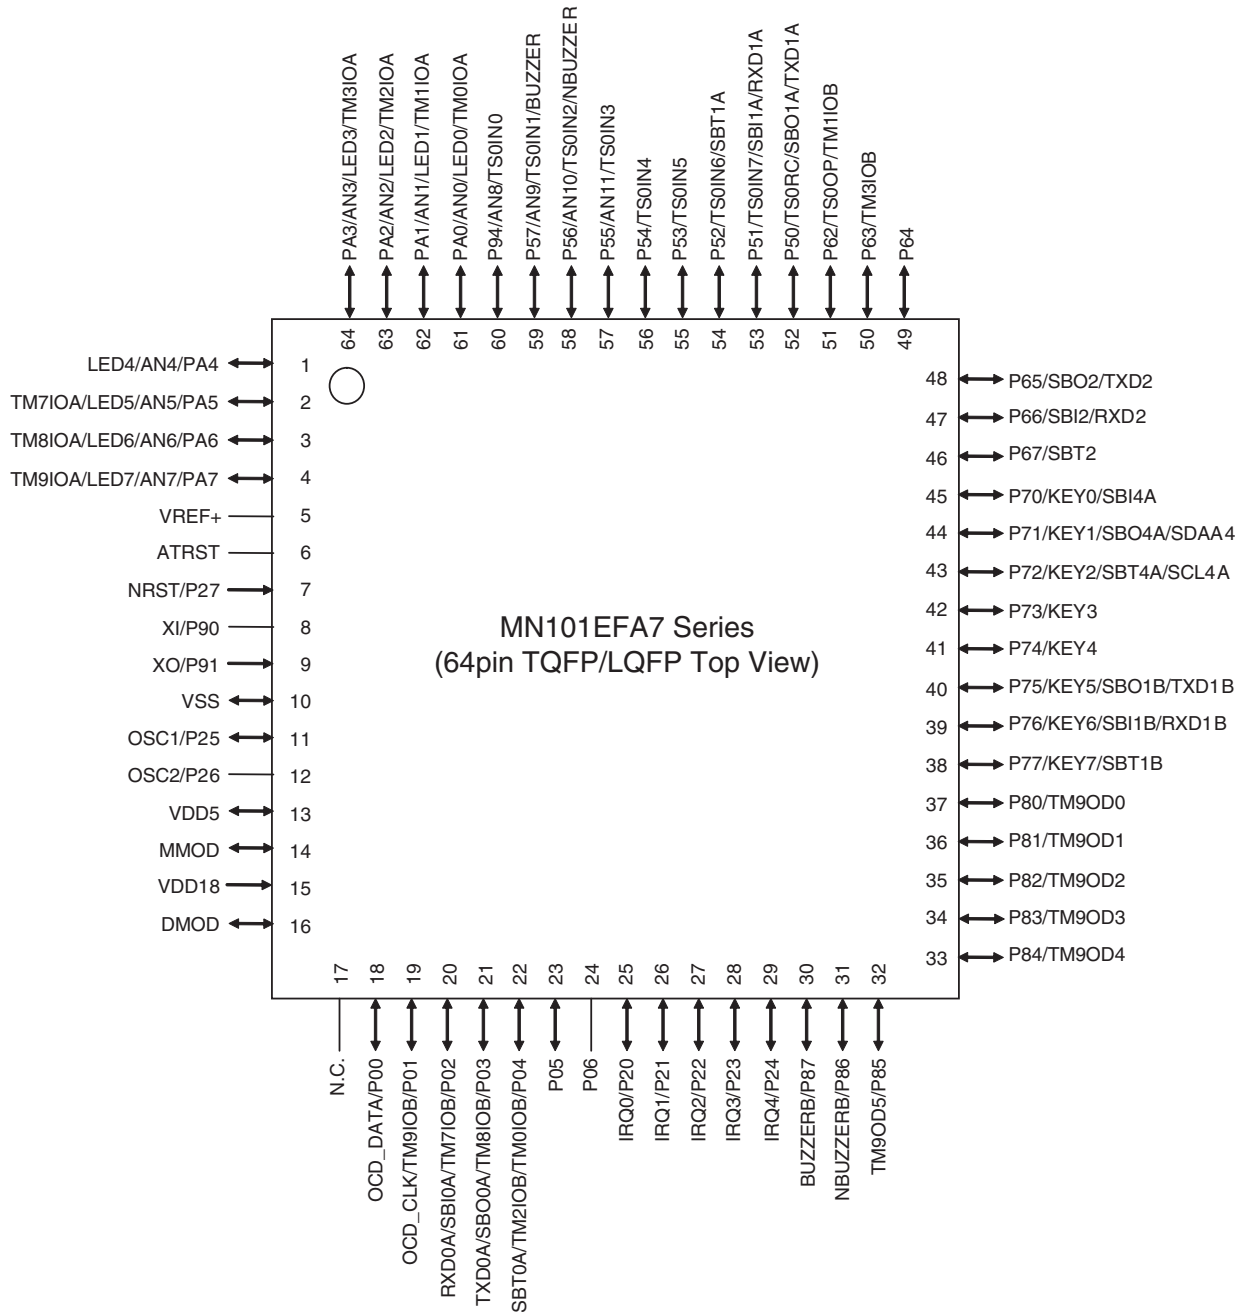 PA3/AN3/LED3/TM3IOA
PA2/AN2/LED2/TM2IOA
PA1/AN1/LED1/TM1IOA
PA0/AN0/LED0/TM0IOA
P94/AN8/TS0IN0
P57/AN9/TS0IN1/BUZZER
P56/AN10/TS0IN2/NBUZZER
P55/AN11/TS0IN3
P54/TS0IN4
P53/TS0IN5
P52/TS0IN6/SBT1A
P51/TS0IN7/SBI1A/RXD1A
P50/TS0RC/SBO1A/TXD1A
P62/TS0OP/TM1IOB
P63/TM3IOB
P64
64
63
62
61
60
59
58
57
56
55
54
53
52
51
50
49
LED4/AN4/PA4 1
TM7IOA/LED5/AN5/PA5 2
TM8IOA/LED6/AN6/PA6 3
TM9IOA/LED7/AN7/PA7 4
VREF+ 5
ATRST 6
NRST/P27 7
XI/P90 8
XO/P91 9
VSS 10
OSC1/P25 11
OSC2/P26 12
VDD5 13
MMOD 14
VDD18 15
DMOD 16
MN101EFA7 Series
(64pin TQFP/LQFP Top View)
48 P65/SBO2/TXD2
47 P66/SBI2/RXD2
46 P67/SBT2
45 P70/KEY0/SBI4A
44 P71/KEY1/SBO4A/SDAA4
43 P72/KEY2/SBT4A/SCL4A
42 P73/KEY3
41 P74/KEY4
40 P75/KEY5/SBO1B/TXD1B
39 P76/KEY6/SBI1B/RXD1B
38 P77/KEY7/SBT1B
37 P80/TM9OD0
36 P81/TM9OD1
35 P82/TM9OD2
34 P83/TM9OD3
33 P84/TM9OD4
17
18
19
20
21
22
23
24
25
26
27
28
29
30
31
32
N.C.
OCD_DATA/P00
OCD_CLK/TM9IOB/P01
RXD0A/SBI0A/TM7IOB/P02
TXD0A/SBO0A/TM8IOB/P03
SBT0A/TM2IOB/TM0IOB/P04
P05
P06
IRQ0/P20
IRQ1/P21
IRQ2/P22
IRQ3/P23
IRQ4/P24
BUZZERB/P87
NBUZZERB/P86
TM9OD5/P85